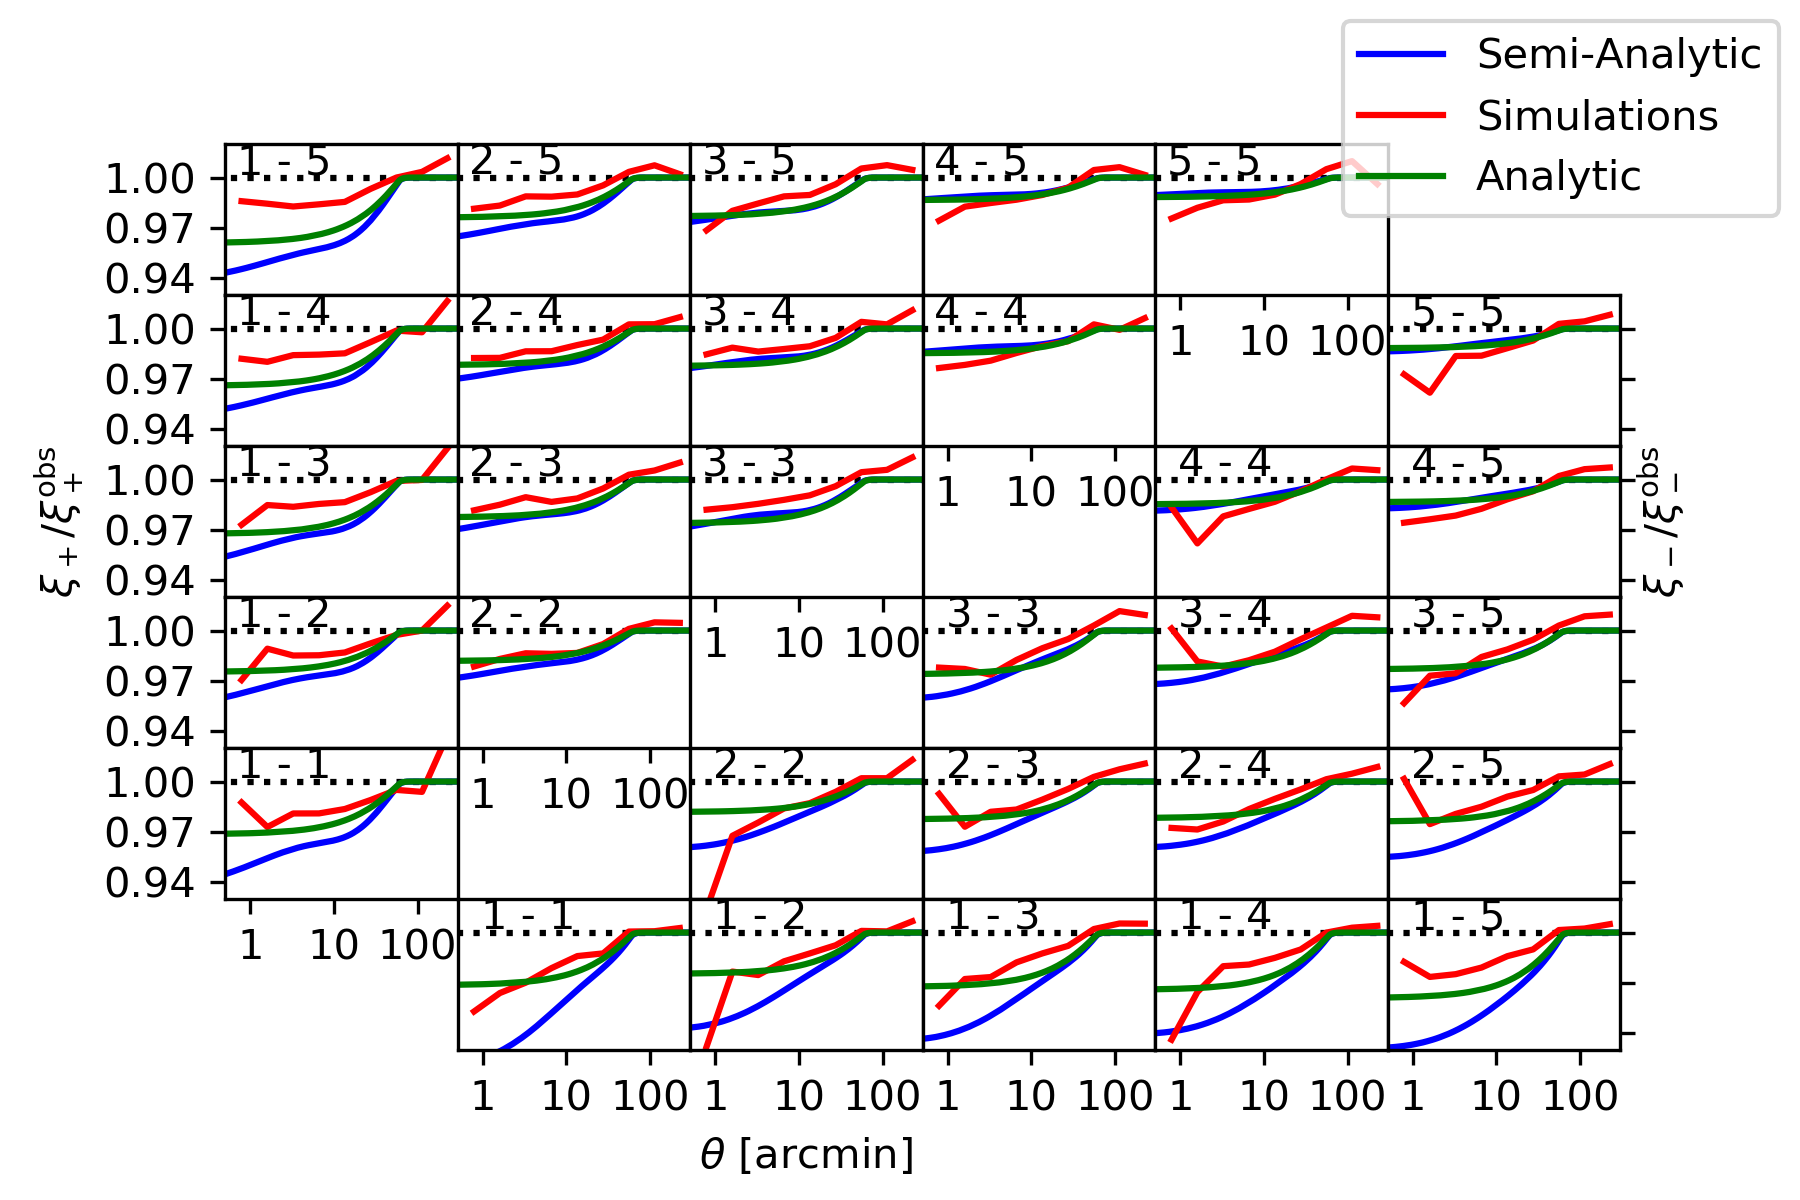 Semi-Analytic
Simulations
Analytic
1 - 5 2 - 5 3 - 5 4 - 5 5 - 5
1.00
0.97
0.94
1 - 4 2 - 4 3 - 4 4 - 4 5 - 5
1.00 1 10 100
0.97
0.94
1 - 3 2 - 3 3 - 3 4 - 4 4 - 5
1.00 1 10 100
0.97
0.94
ξ₊/ξ₊ᵒᵇˢ
ξ₋/ξ₋ᵒᵇˢ
1 - 2 2 - 2 3 - 3 3 - 4 3 - 5
1.00 1 10 100
0.97
0.94
1 - 1 2 - 2 2 - 3 2 - 4 2 - 5
1.00 1 10 100
0.97
0.94
1 - 1 1 - 2 1 - 3 1 - 4 1 - 5
1 10 100
1 10 100 1 10 100 1 10 100 1 10 100 1 10 100
θ [arcmin]